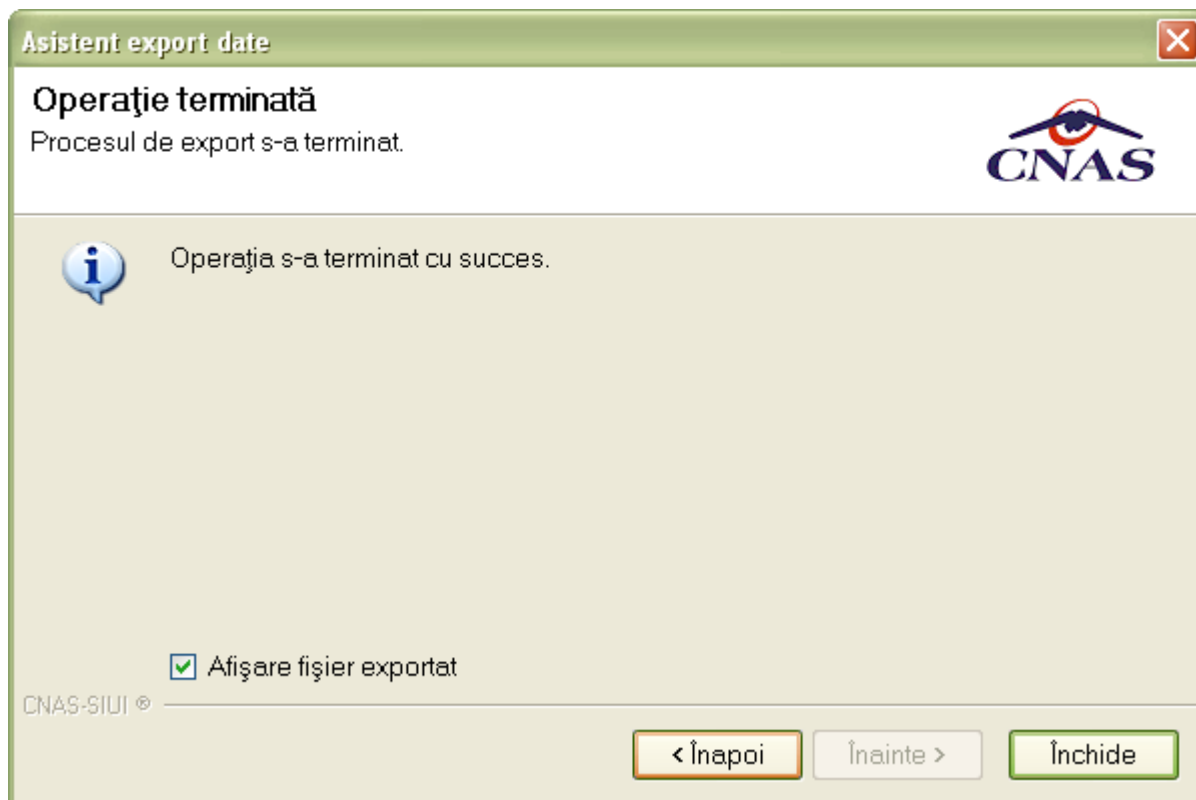 Asistent export date
Operaţie terminată
Procesul de export s-a terminat.
CNAS
Operaţia s-a terminat cu succes.
Afişare fişier exportat
CNAS-SIUI ®
< Înapoi
Înainte >
Închide